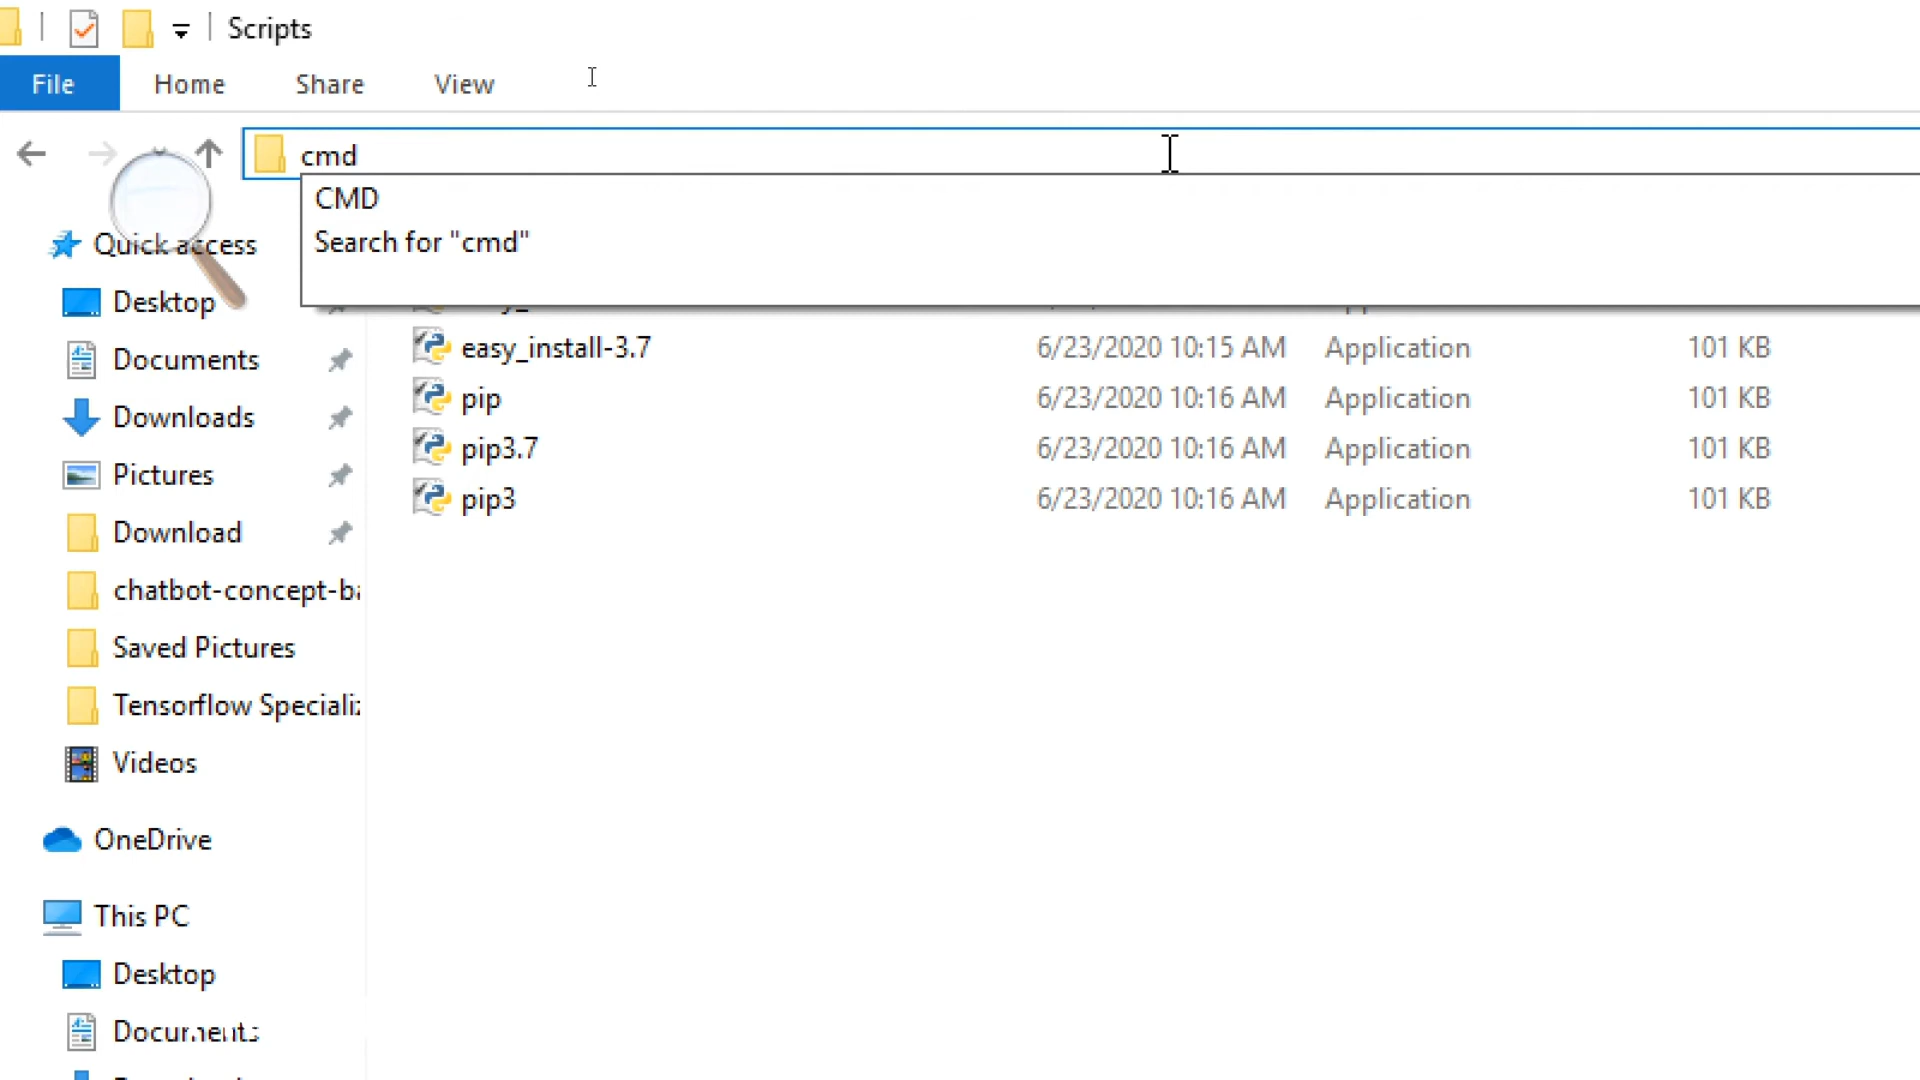 Scripts
File Home Share View
cmd
CMD
Search for "cmd"
Quick access
Desktop
Documents
Downloads
Pictures
Download
chatbot-concept-ba
Saved Pictures
Tensorflow Speciali
Videos
OneDrive
This PC
Desktop
Documents
easy_install-3.7 6/23/2020 10:15 AM Application 101 KB
pip 6/23/2020 10:16 AM Application 101 KB
pip3.7 6/23/2020 10:16 AM Application 101 KB
pip3 6/23/2020 10:16 AM Application 101 KB